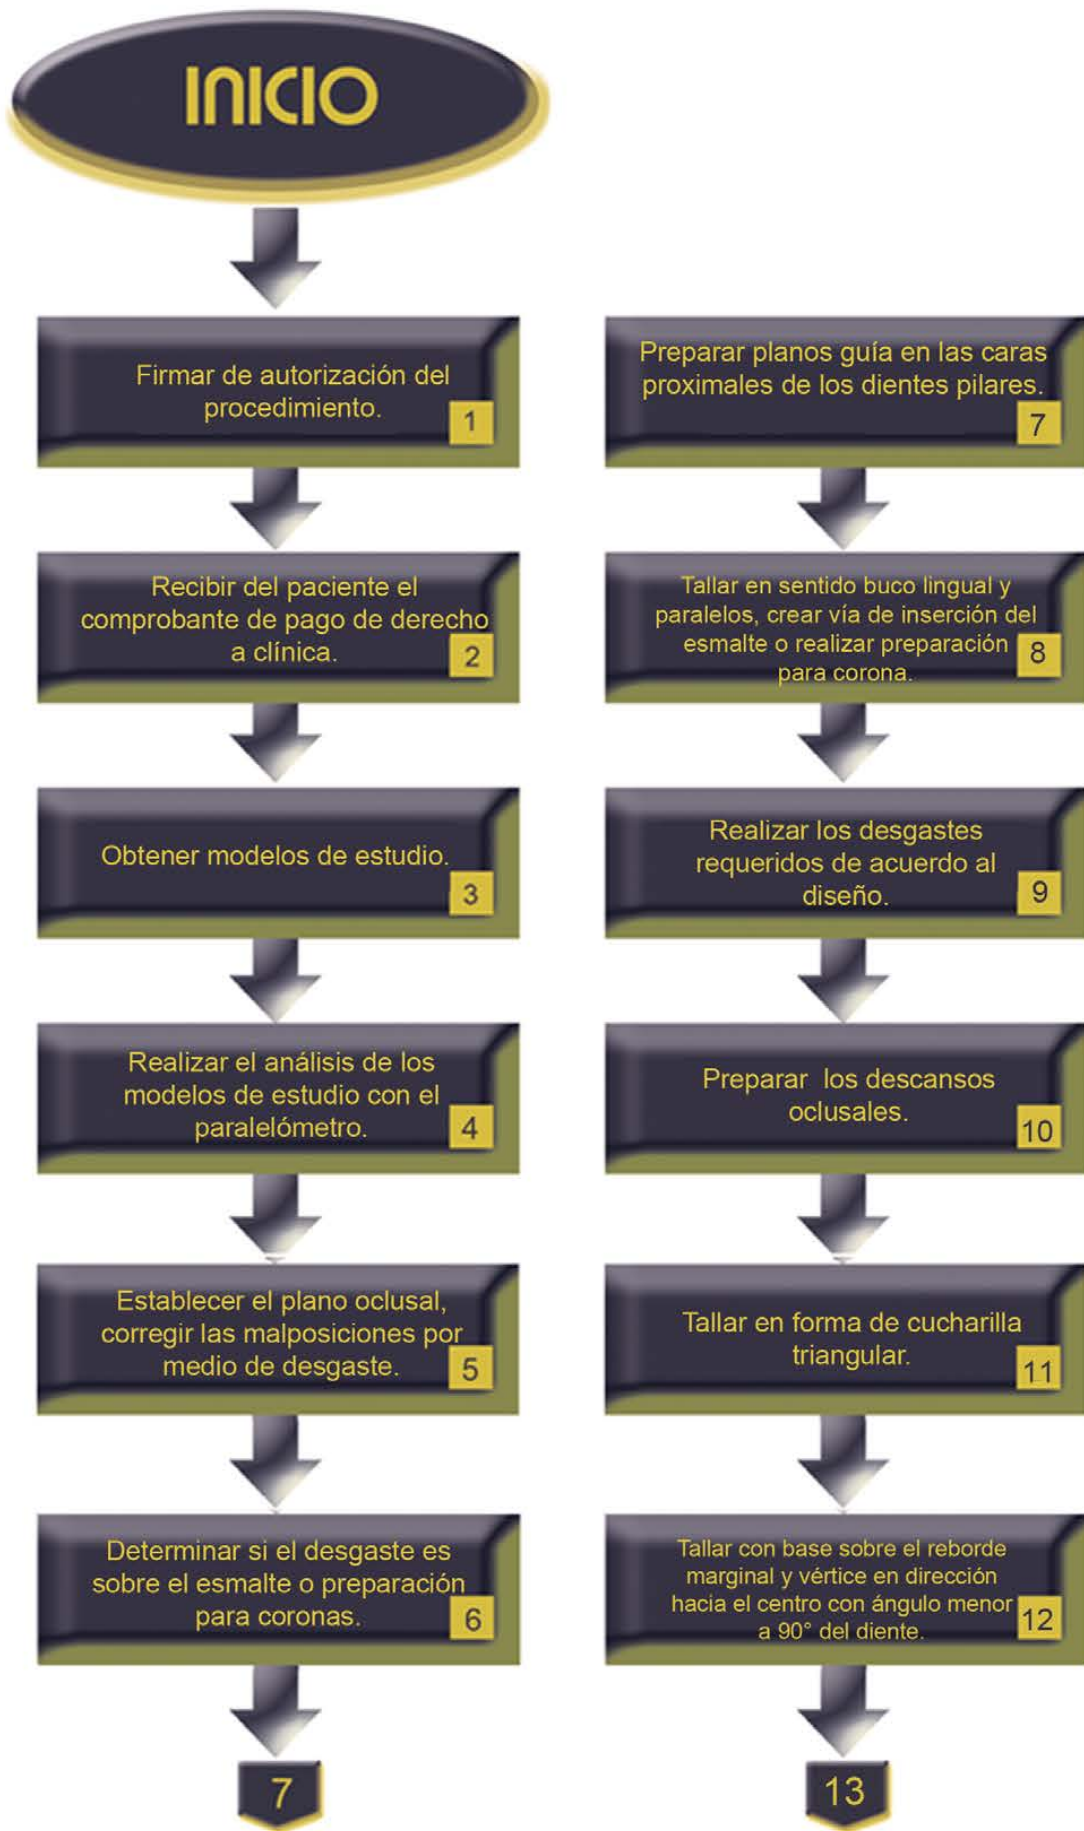 INICIO
Firmar de autorización del
procedimiento.
1
Recibir del paciente el
comprobante de pago de derecho
a clínica.
2
Obtener modelos de estudio.
3
Realizar el análisis de los
modelos de estudio con el
paralelómetro.
4
Establecer el plano oclusal,
corregir las malposiciones por
medio de desgaste.
5
Determinar si el desgaste es
sobre el esmalte o preparación
para coronas.
6
7
Preparar planos guía en las caras
proximales de los dientes pilares.
7
Tallar en sentido buco lingual y
paralelos, crear vía de inserción del
esmalte o realizar preparación
para corona.
8
Realizar los desgastes
requeridos de acuerdo al
diseño.
9
Preparar los descansos
oclusales.
10
Tallar en forma de cucharilla
triangular.
11
Tallar con base sobre el reborde
marginal y vértice en dirección
hacia el centro con ángulo menor
a 90° del diente.
12
13